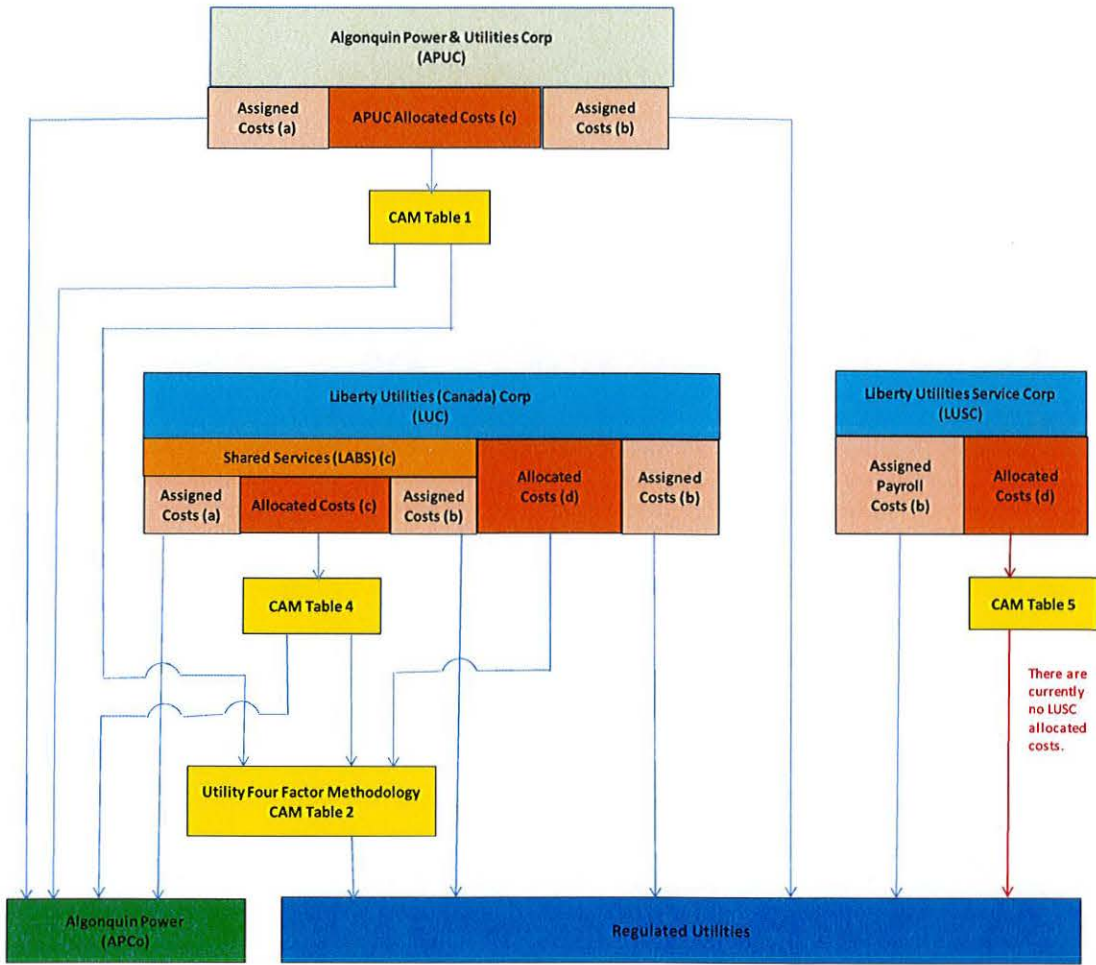 Algonquin Power & Utilities Corp
(APUC)
Assigned
Costs (a)
APUC Allocated Costs (c)
Assigned
Costs (b)
CAM Table 1
Liberty Utilities (Canada) Corp
(LUC)
Shared Services (LABS) (c)
Assigned
Costs (a)
Allocated Costs (c)
Assigned
Costs (b)
Allocated
Costs (d)
Assigned
Costs (b)
Liberty Utilities Service Corp
(LUSC)
Assigned
Payroll
Costs (b)
Allocated
Costs (d)
CAM Table 4
CAM Table 5
There are
currently
no LUSC
allocated
costs.
Utility Four Factor Methodology
CAM Table 2
Algonquin Power
(APCo)
Regulated Utilities